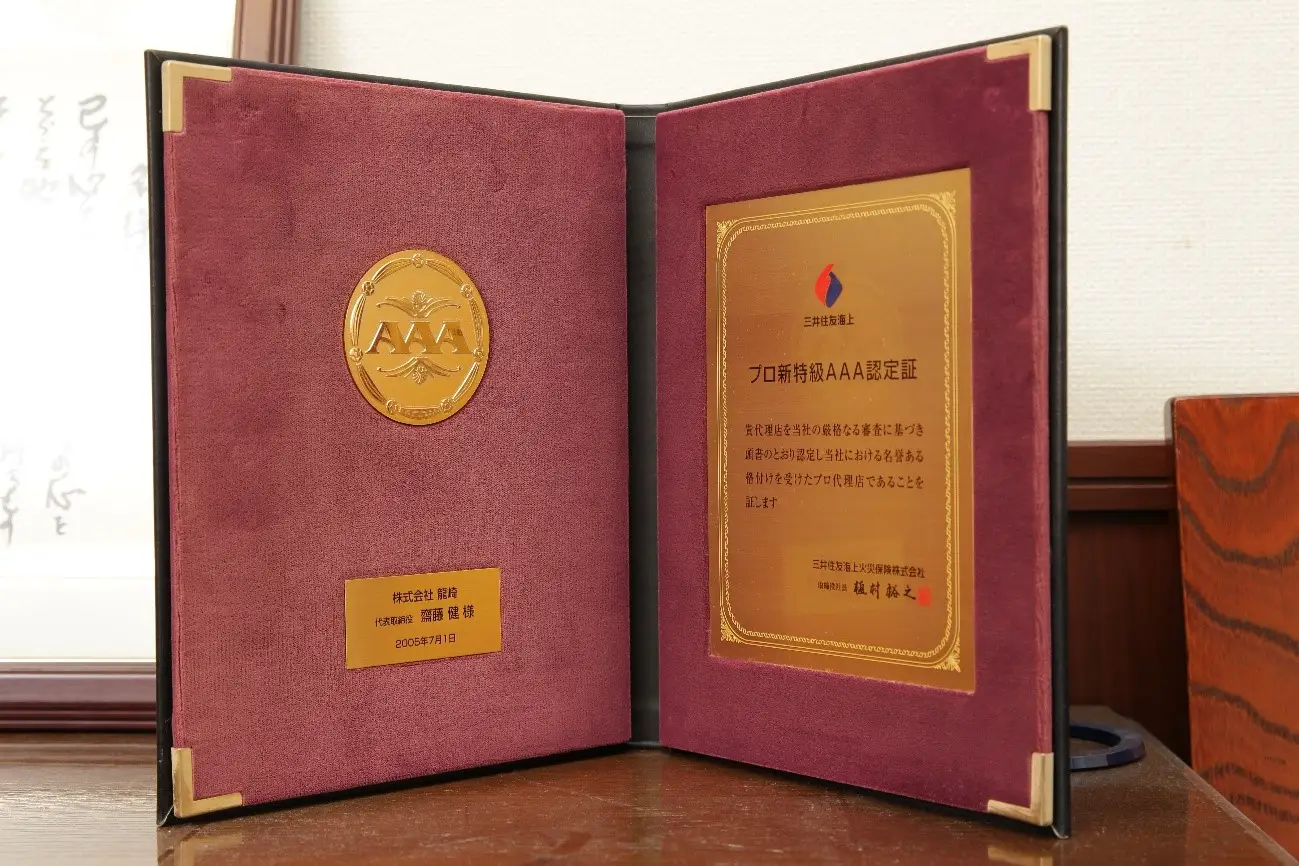 AAA
株式会社 龍崎
代表取締役 齋藤 健 様
2005年7月1日
三井住友海上
プロ新特級AAA認定証
貴代理店を当社の厳格なる審査に基づき
頭書のとおり認定し当社における名誉ある
格付けを受けたプロ代理店であることを
証します
三井住友海上火災保険株式会社
取締役社長 植村裕之